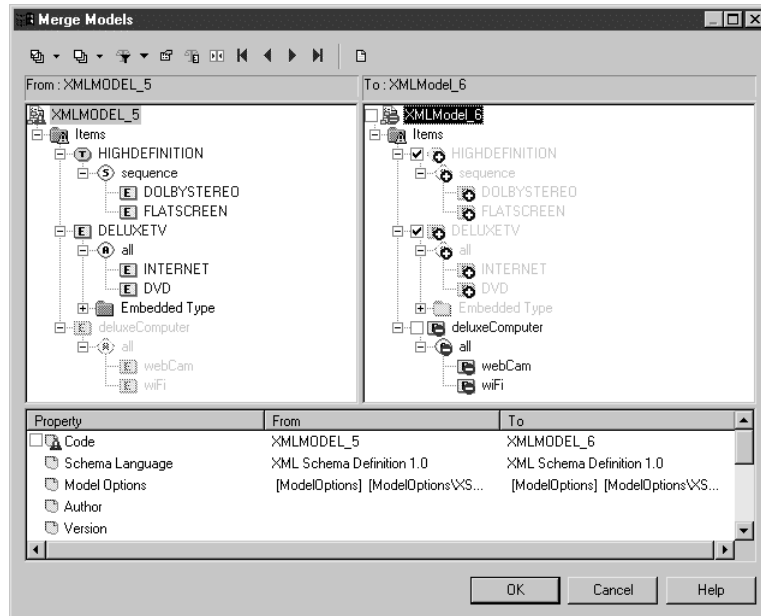 Merge Models
From : XMLMODEL_5 To : XMLModel_6
XMLMODEL_5
Items
T HIGHDEFINITION
S sequence
E DOLBYSTEREO
E FLATSCREEN
E DELUXETV
A all
E INTERNET
E DVD
Embedded Type
E deluxeComputer
A all
E webCam
E wiFi
XMLModel_6
Items
HIGHDEFINITION
sequence
DOLBYSTEREO
FLATSCREEN
DELUXETV
all
INTERNET
DVD
Embedded Type
deluxeComputer
all
webCam
wiFi
Property From To
Code XMLMODEL_5 XMLMODEL_6
Schema Language XML Schema Definition 1.0 XML Schema Definition 1.0
Model Options [ModelOptions] [ModelOptions\XS... [ModelOptions] [ModelOptions\XS...
Author
Version
OK Cancel Help